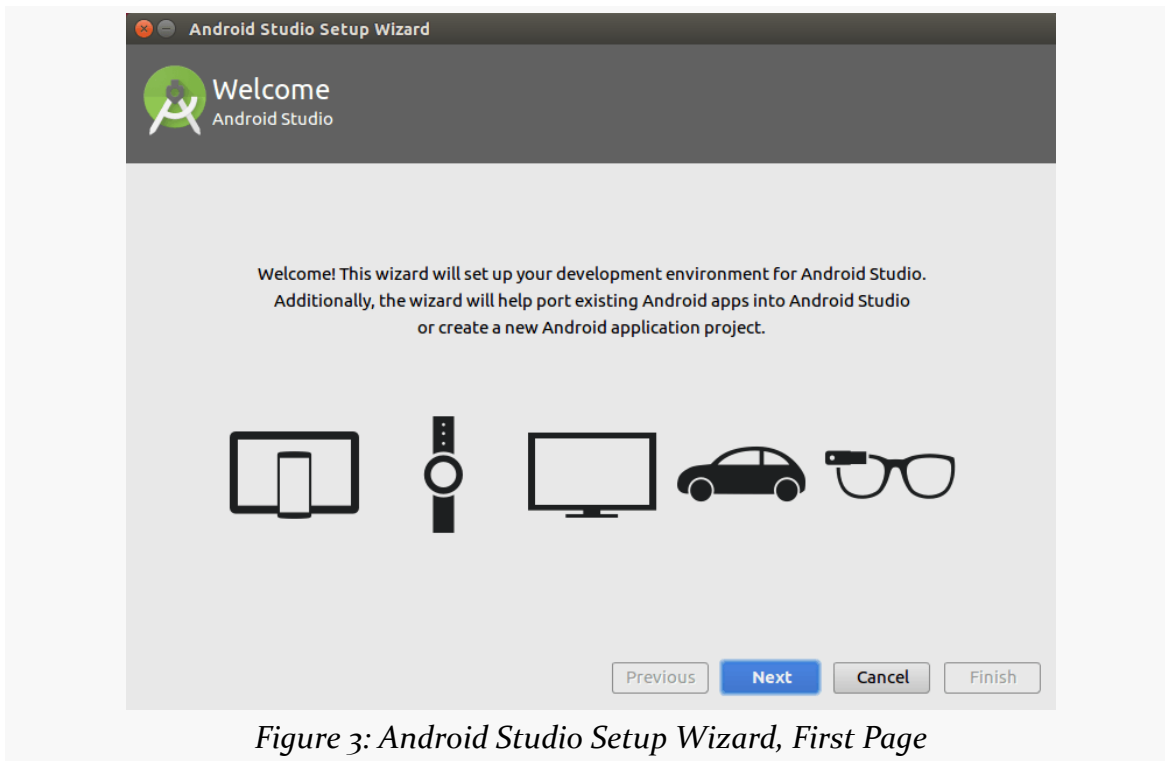 Android Studio Setup Wizard
Welcome
Android Studio
Welcome! This wizard will set up your development environment for Android Studio.
Additionally, the wizard will help port existing Android apps into Android Studio
or create a new Android application project.
Previous Next Cancel Finish
Figure 3: Android Studio Setup Wizard, First Page